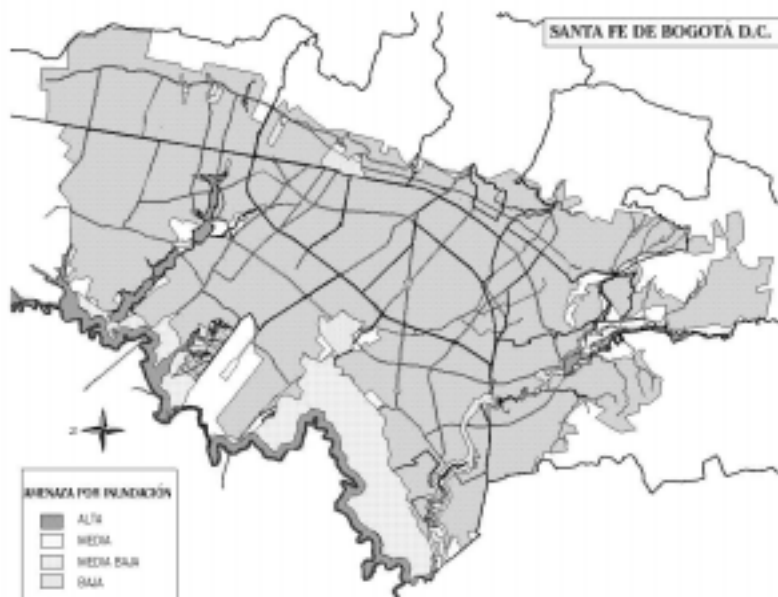 SANTA FE DE BOGOTÁ D.C.
N
AMENAZA POR INUNDACIÓN
ALTA
MEDIA
MEDIA BAJA
BAJA